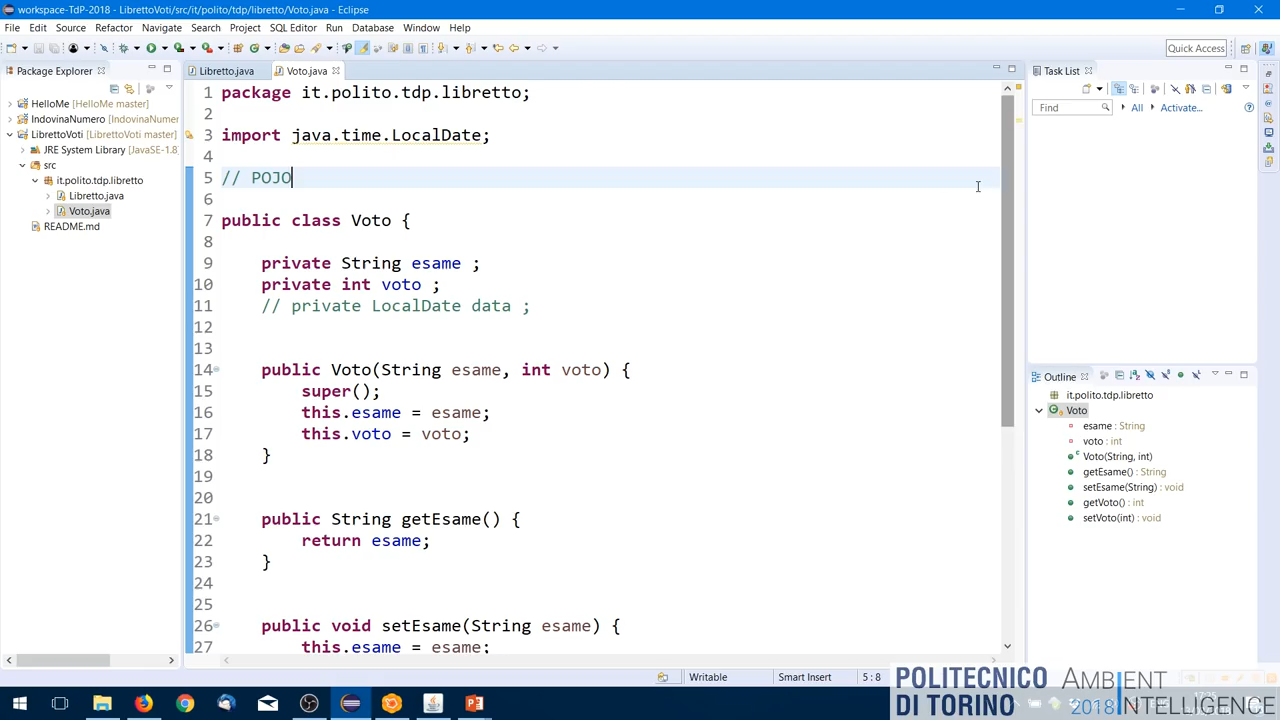 workspace-TdP-2018 - LibrettoVoti/src/it/polito/tdp/libretto/Voto.java - Eclipse
File Edit Source Refactor Navigate Search Project SQL Editor Run Database Window Help
Quick Access
Package Explorer
Libretto.java
Voto.java
Task List
HelloMe [HelloMe master]
IndovinaNumero
LibrettoVoti [LibrettoVoti master]
JRE System Library [JavaSE-1.8
src
it.polito.tdp.libretto
Libretto.java
Voto.java
README.md
1 package it.polito.tdp.libretto;
2
3 import java.time.LocalDate;
4
5 // POJO
6
7 public class Voto {
8
9 private String esame ;
10 private int voto ;
11 // private LocalDate data ;
12
13
14 public Voto(String esame, int voto) {
15 super();
16 this.esame = esame;
17 this.voto = voto;
18 }
19
20
21 public String getEsame() {
22 return esame;
23 }
24
25
26 public void setEsame(String esame) {
27 this.esame = esame;
Find
All
Activate...
Outline
it.polito.tdp.libretto
Voto
esame : String
voto : int
Voto(String, int)
getEsame() : String
setEsame(String) : void
getVoto() : int
setVoto(int) : void
Writable
Smart Insert
5 : 8
POLITECNICO
DI TORINO
AMBIENT
2018 INTELLIGENCE